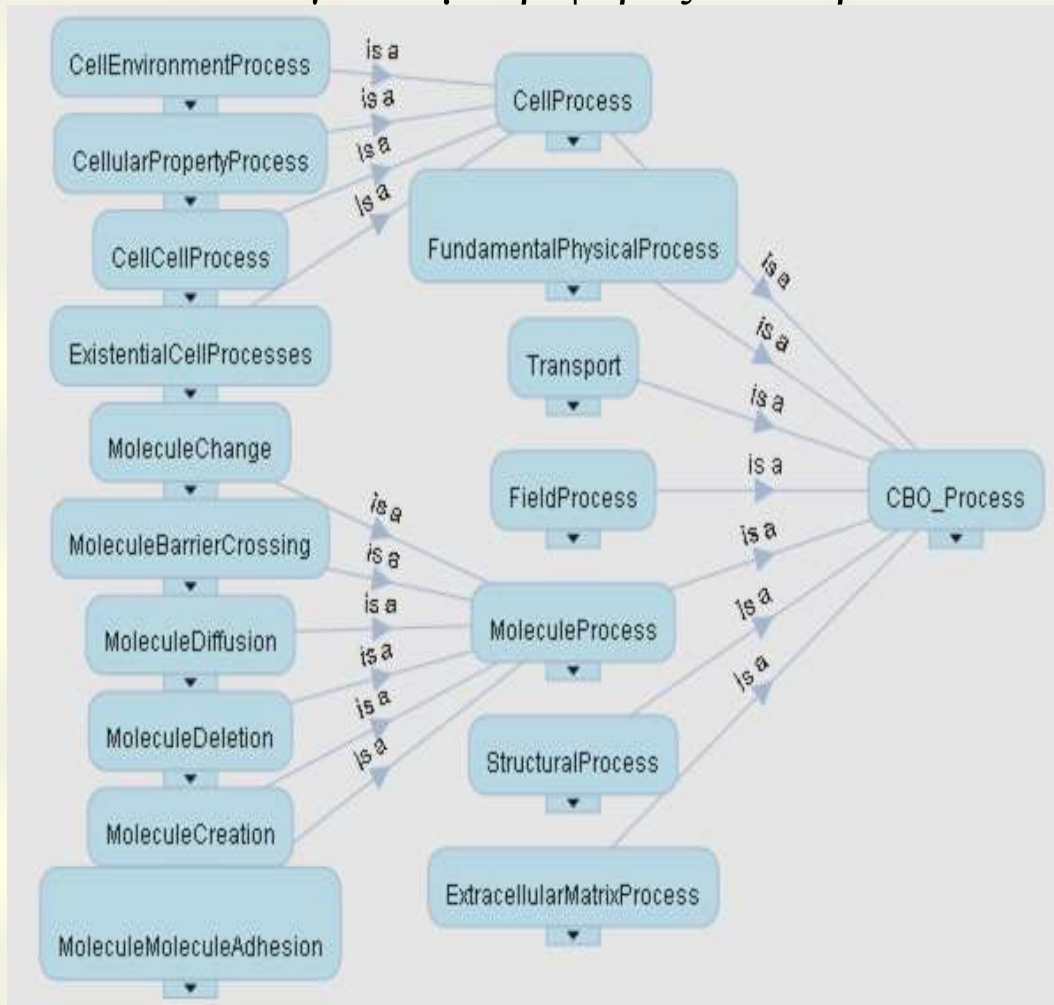 CellEnvironmentProcess
is a
CellProcess
is a
CellularPropertyProcess
is a
is a
CellCellProcess
FundamentalPhysicalProcess
is a
ExistentialCellProcesses
is a
Transport
is a
MoleculeChange
is a
FieldProcess
CBO_Process
is a
MoleculeBarrierCrossing
is a
is a
is a
MoleculeDiffusion
MoleculeProcess
is a
is a
is a
MoleculeDeletion
is a
is a
StructuralProcess
MoleculeCreation
ExtracellularMatrixProcess
MoleculeMoleculeAdhesion